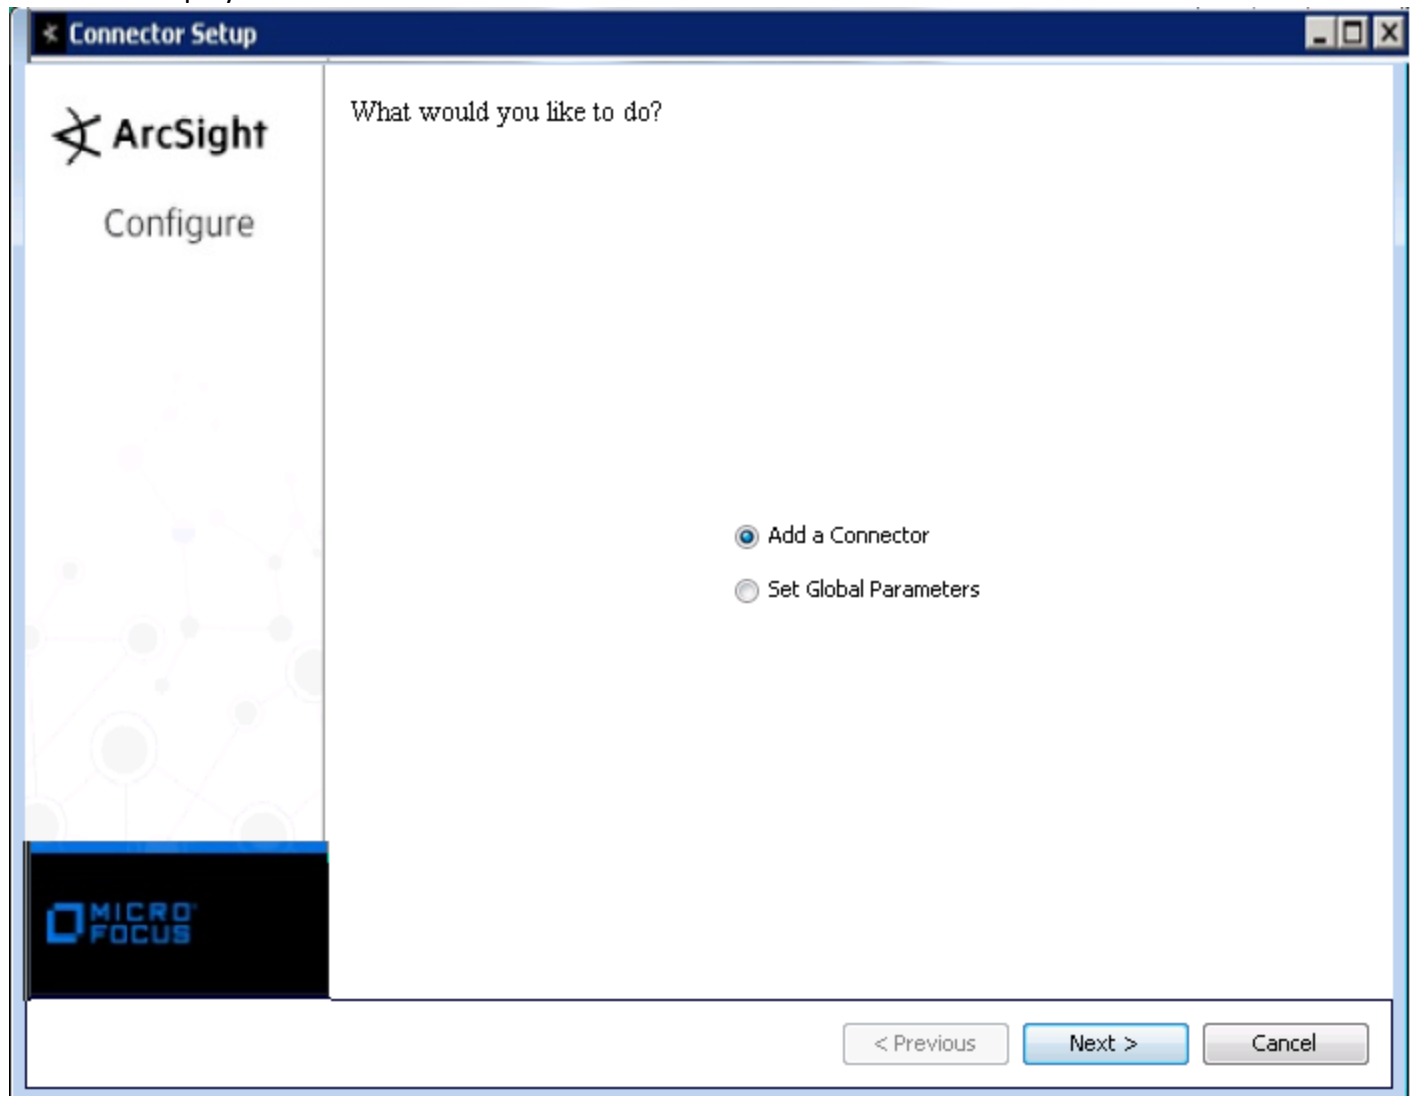 Connector Setup
ArcSight
Configure
What would you like to do?
Add a Connector
Set Global Parameters
MICRO
FOCUS
< Previous
Next >
Cancel